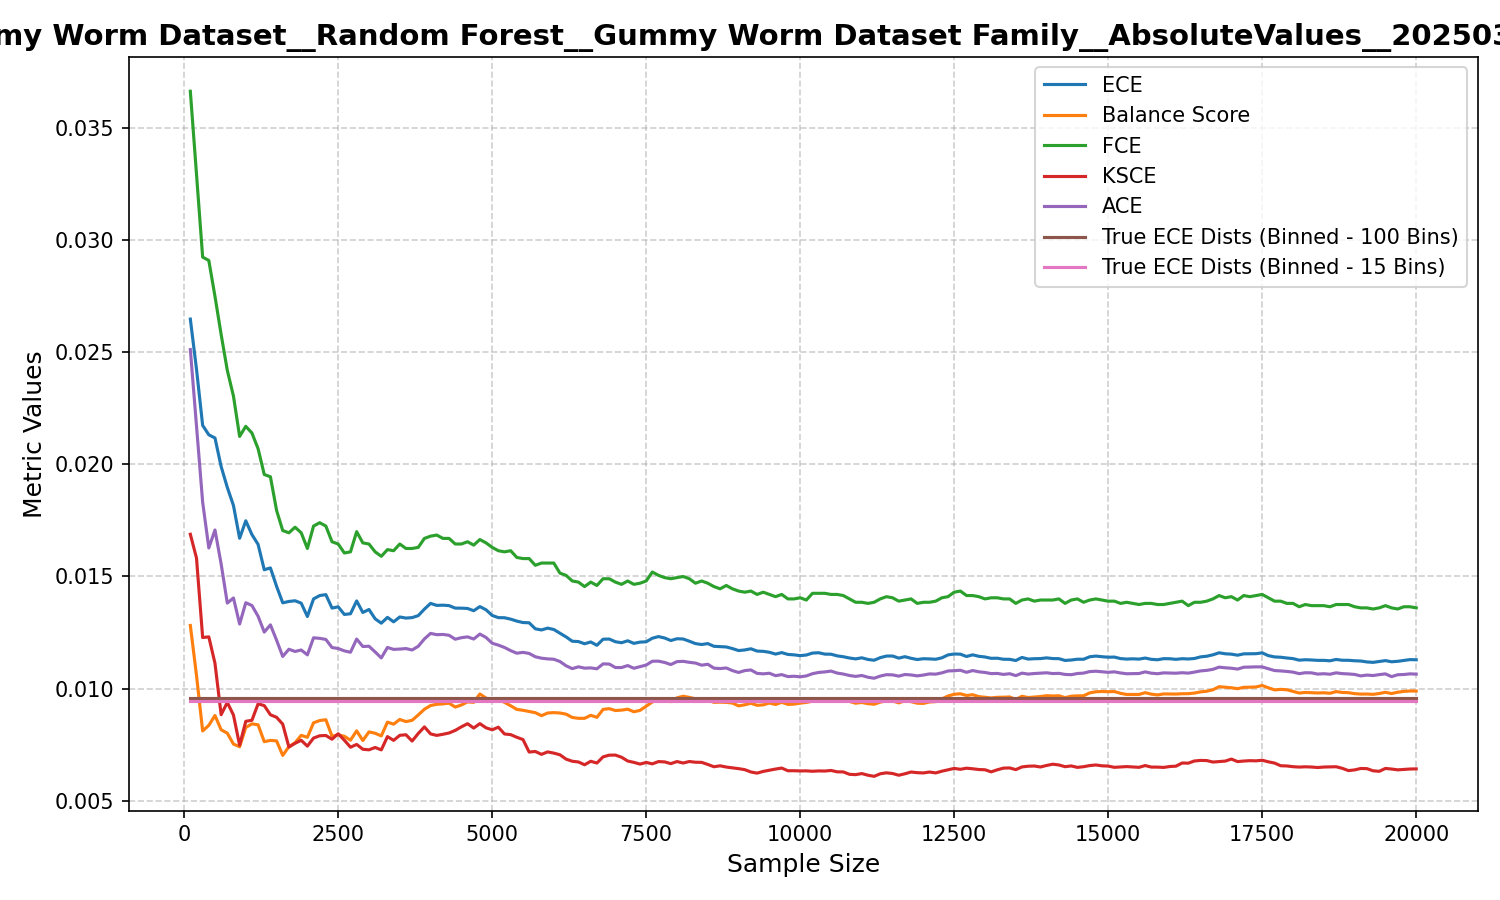 my Worm Dataset__Random Forest__Gummy Worm Dataset Family__AbsoluteValues__202503
ECE
Balance Score
FCE
KSCE
ACE
True ECE Dists (Binned - 100 Bins)
True ECE Dists (Binned - 15 Bins)
Metric Values
0.035
0.030
0.025
0.020
0.015
0.010
0.005
0
2500
5000
7500
10000
12500
15000
17500
20000
Sample Size